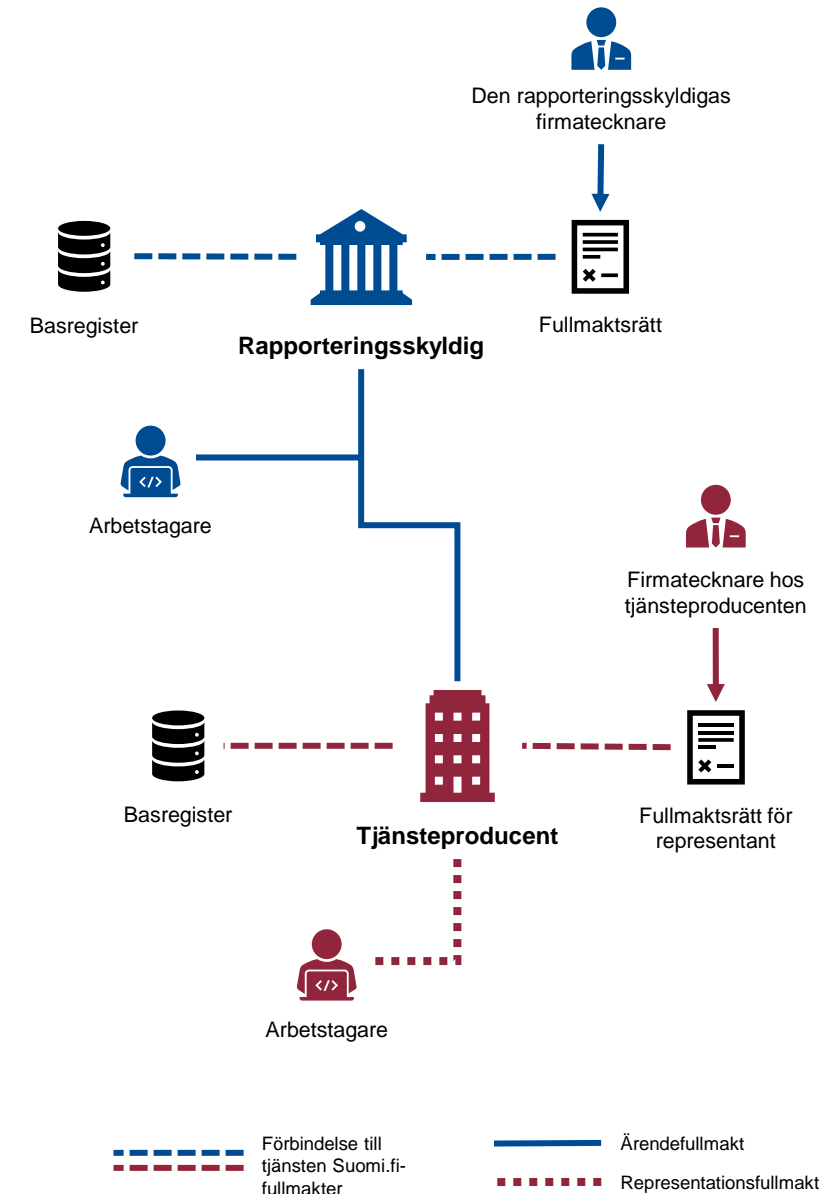 Den rapporteringsskyldigas
firmatecknare
Basregister
Rapporteringsskyldig
Fullmaktsrätt
Arbetstagare
Firmatecknare hos
tjänsteproducenten
Basregister
Tjänsteproducent
Fullmaktsrätt för
representant
Arbetstagare
Förbindelse till
tjänsten Suomi.fi-
fullmakter
Ärendefullmakt
Representationsfullmakt